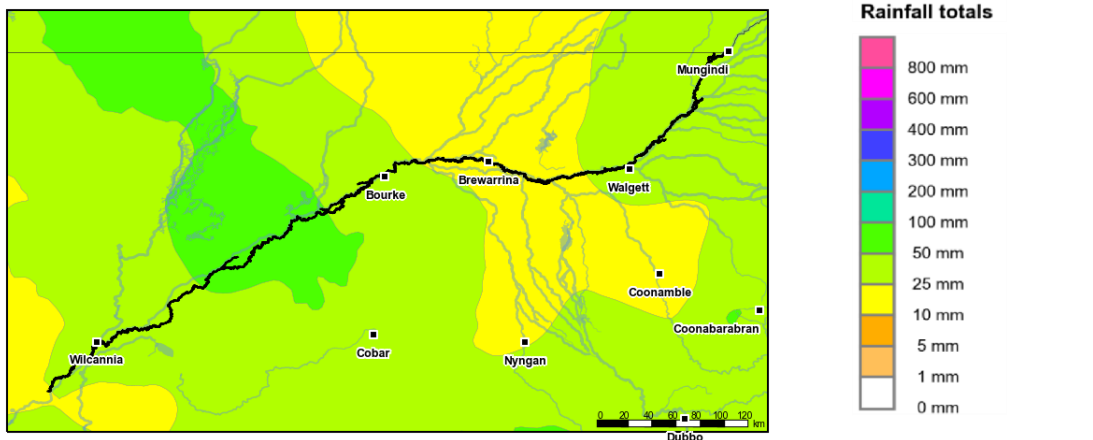 Rainfall totals
800 mm
600 mm
400 mm
300 mm
200 mm
100 mm
50 mm
25 mm
10 mm
5 mm
1 mm
0 mm
Mungindi
Brewarrina
Walgett
Bourke
Coonamble
Coonabarabran
Wilcannia
Cobar
Nyngan
0 20 40 60 80 100 120 km
Dubbo